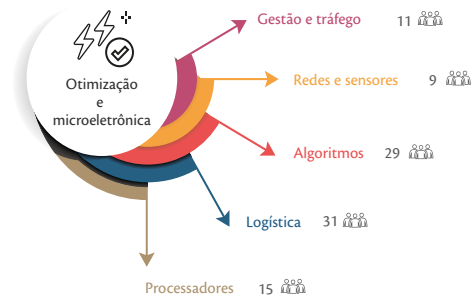 Otimização
e
microeletrônica
Gestão e tráfego 11
Redes e sensores 9
Algoritmos 29
Logística 31
Processadores 15